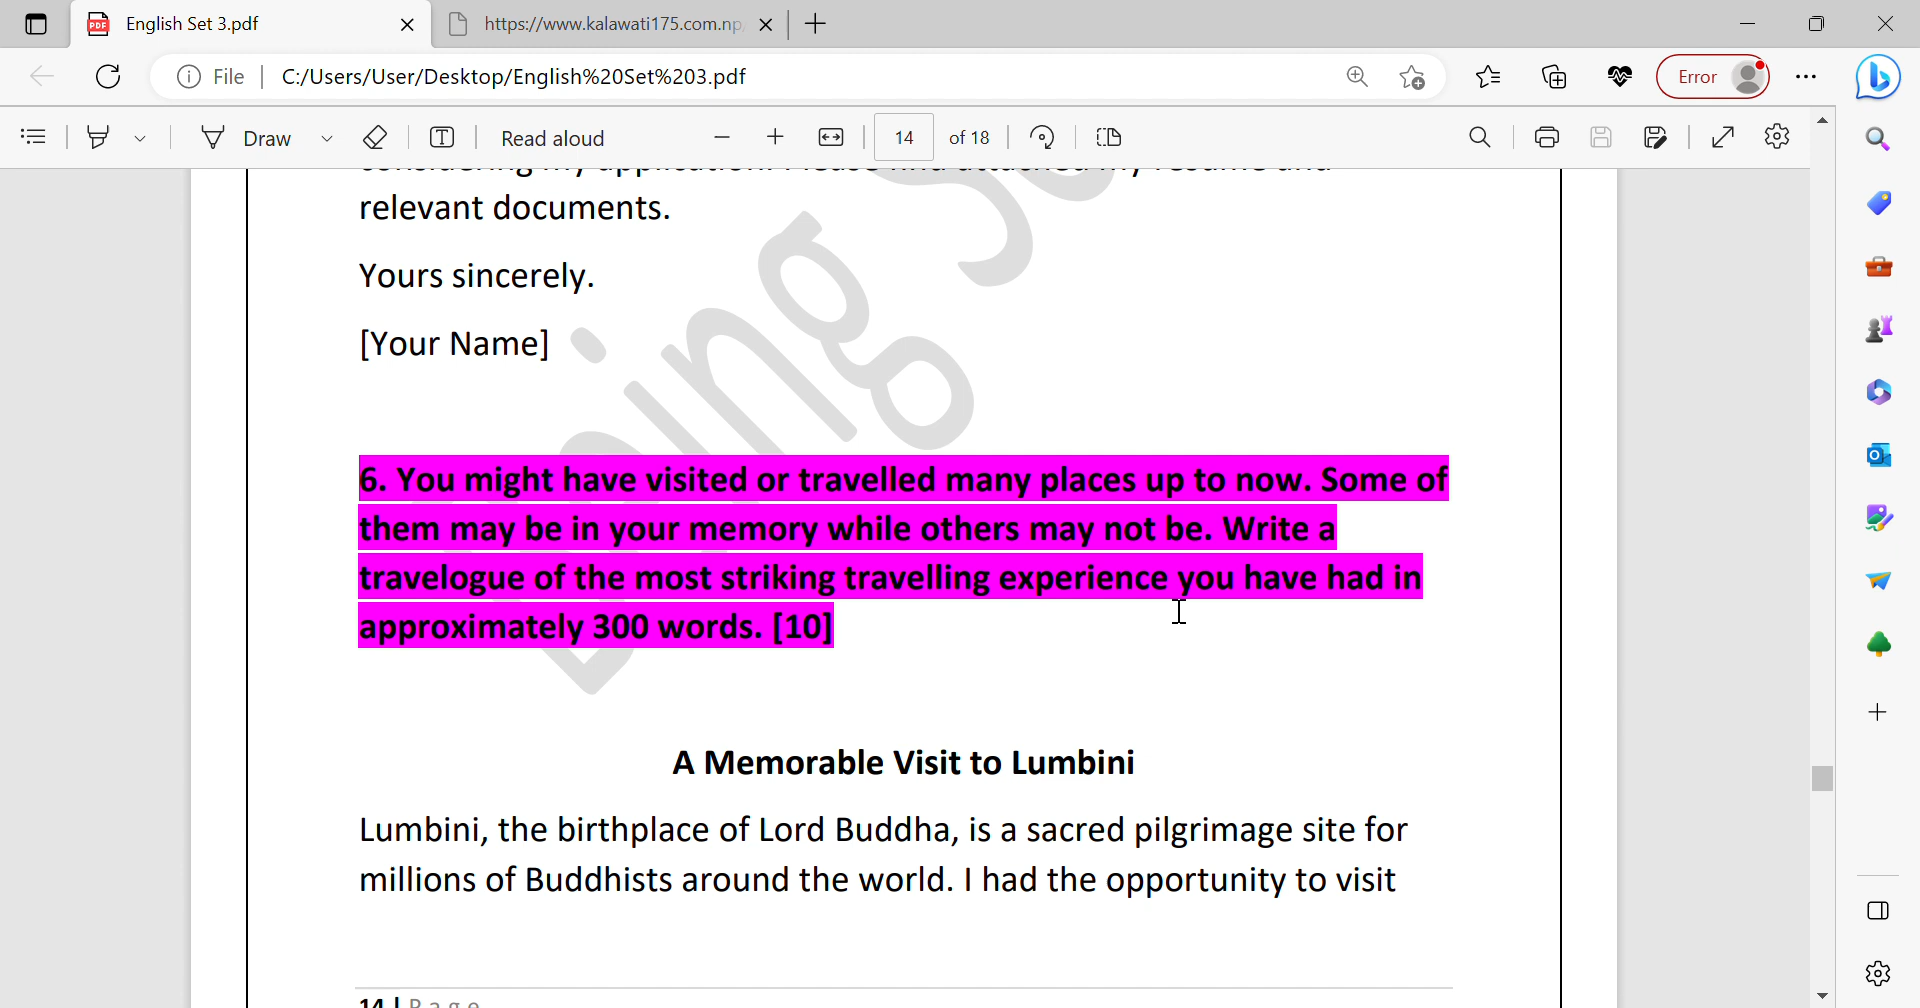 English Set 3.pdf
https://www.kalawati175.com.np/
File
C:/Users/User/Desktop/English%20Set%203.pdf
Error
Draw
Read aloud
14
of 18
relevant documents.
Yours sincerely.
[Your Name]
6. You might have visited or travelled many places up to now. Some of
them may be in your memory while others may not be. Write a
travelogue of the most striking travelling experience you have had in
approximately 300 words. [10]
A Memorable Visit to Lumbini
Lumbini, the birthplace of Lord Buddha, is a sacred pilgrimage site for
millions of Buddhists around the world. I had the opportunity to visit
14 | Page